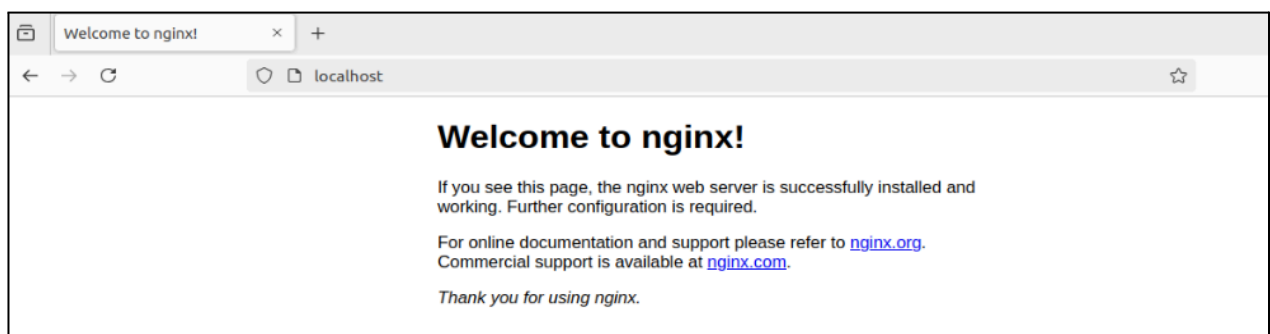 Welcome to nginx!
localhost
Welcome to nginx!
If you see this page, the nginx web server is successfully installed and
working. Further configuration is required.
For online documentation and support please refer to nginx.org.
Commercial support is available at nginx.com.
Thank you for using nginx.